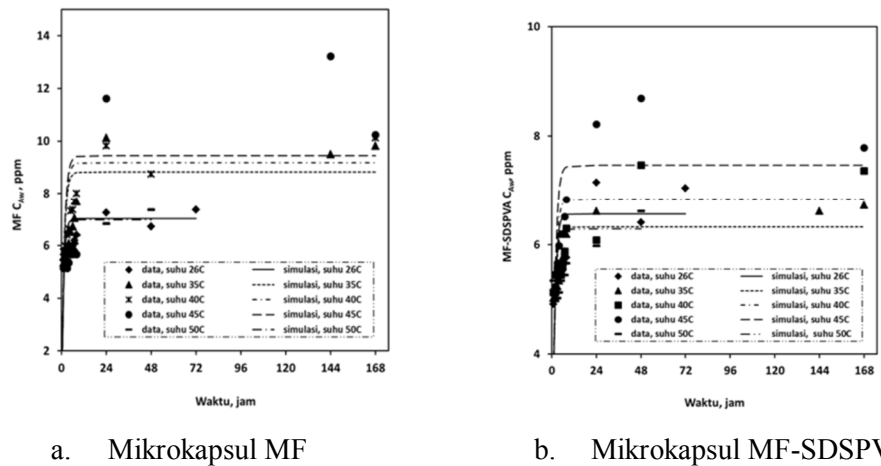 14
12
10
8
6
4
2
MF C_AW, ppm
data, suhu 26C simulasi, suhu 26C
data, suhu 35C simulasi, suhu 35C
data, suhu 40C simulasi, suhu 40C
data, suhu 45C simulasi, suhu 45C
data, suhu 50C simulasi, suhu 50C
0 24 48 72 96 120 144 168
Waktu, jam
a. Mikrokapsul MF
10
8
6
4
MF-SDSPVA C_AW, ppm
data, suhu 26C simulasi, suhu 26C
data, suhu 35C simulasi, suhu 35C
data, suhu 40C simulasi, suhu 40C
data, suhu 45C simulasi, suhu 45C
data, suhu 50C simulasi, suhu 50C
0 24 48 72 96 120 144 168
Waktu, jam
b. Mikrokapsul MF-SDSPV